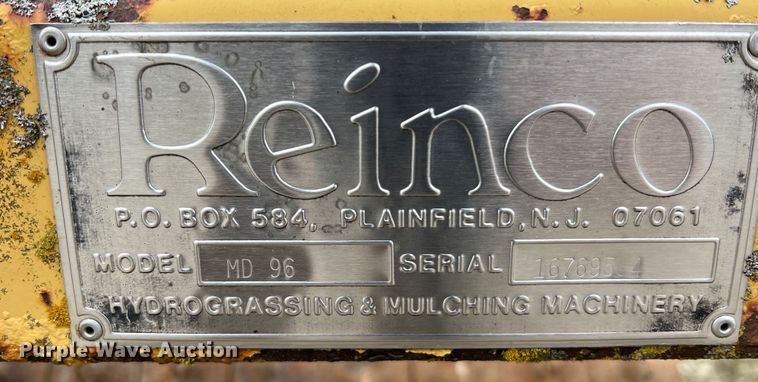 Reinco
P.O. BOX 584, PLAINFIELD, N.J. 07061
MODEL MD 96 SERIAL
HYDROGRASSING & MULCHING MACHINERY
Purple Wave Auction